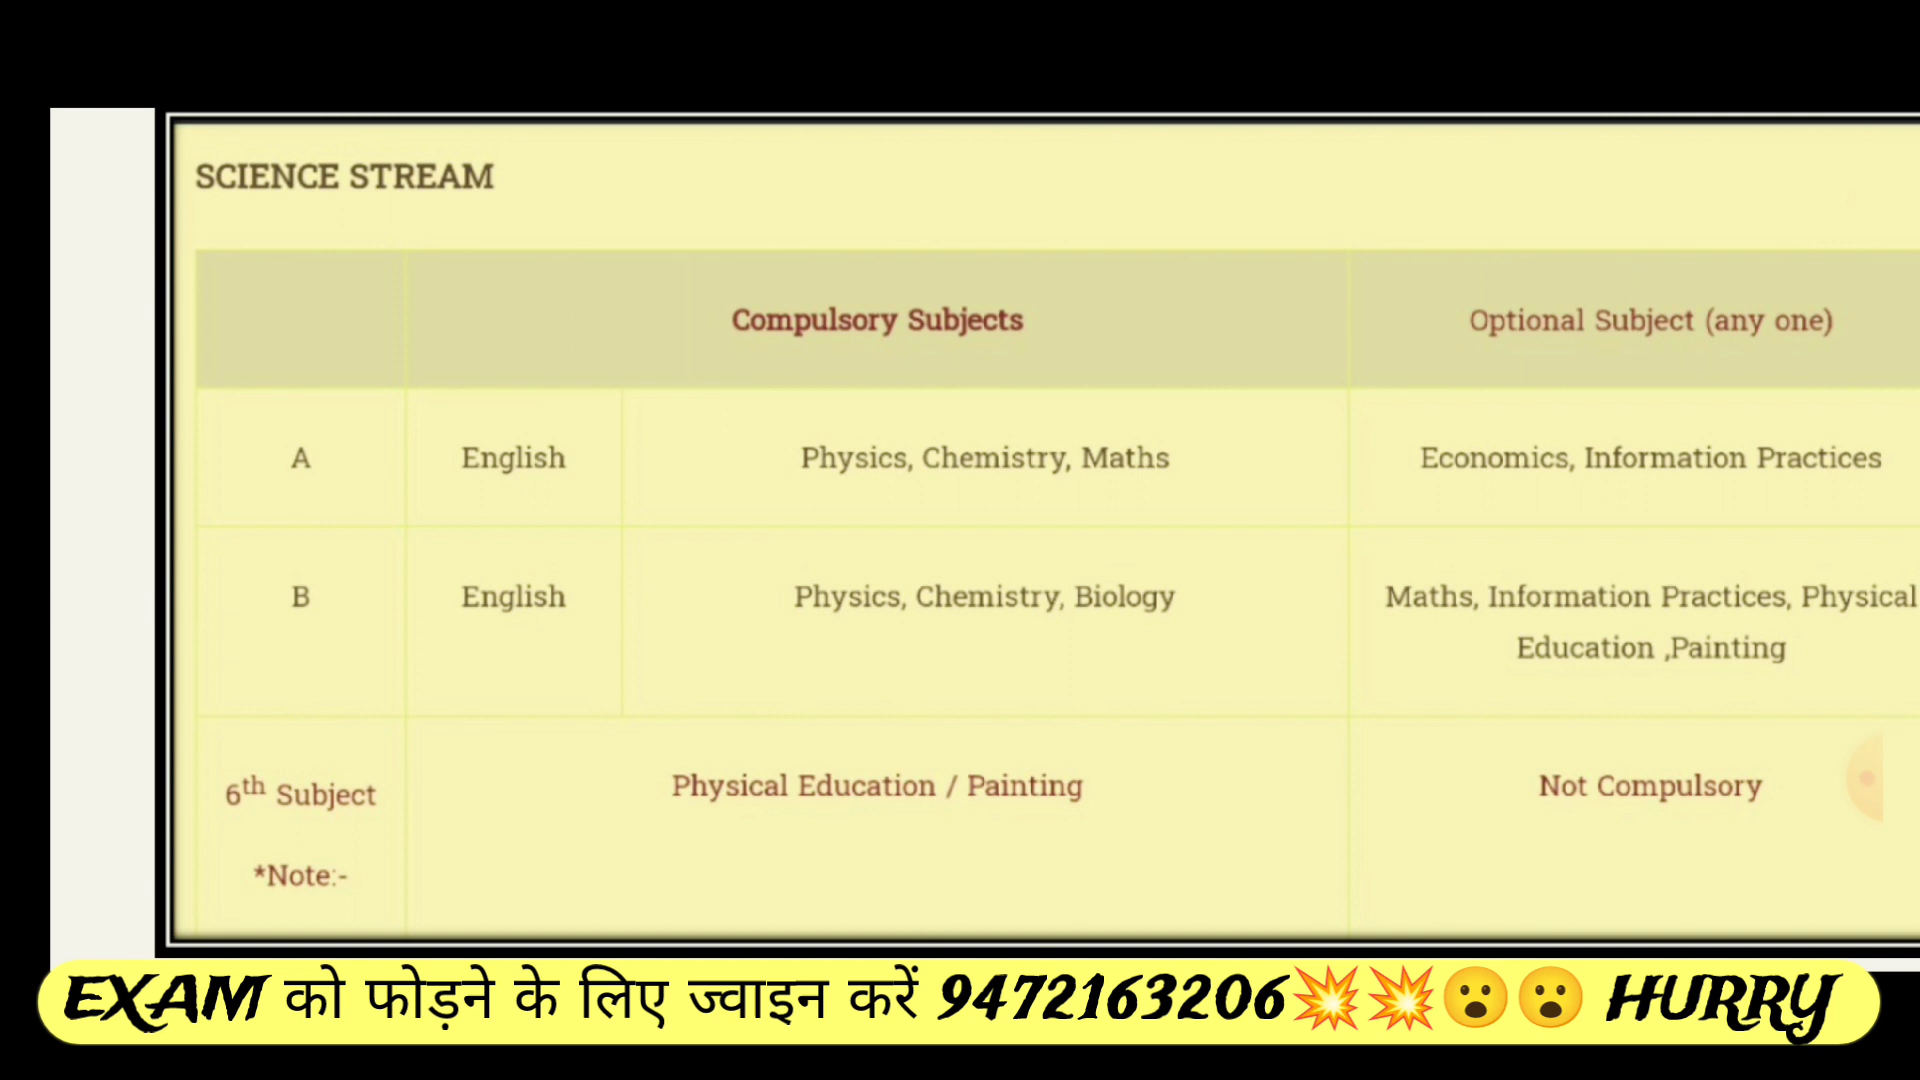 SCIENCE STREAM
Compulsory Subjects Optional Subject (any one)
A English Physics, Chemistry, Maths Economics, Information Practices
B English Physics, Chemistry, Biology Maths, Information Practices, Physical
Education ,Painting
6th Subject Physical Education / Painting Not Compulsory
*Note:-
EXAM को फोड़ने के लिए ज्वाइन करें 9472163206💥💥😮😮 HURRY